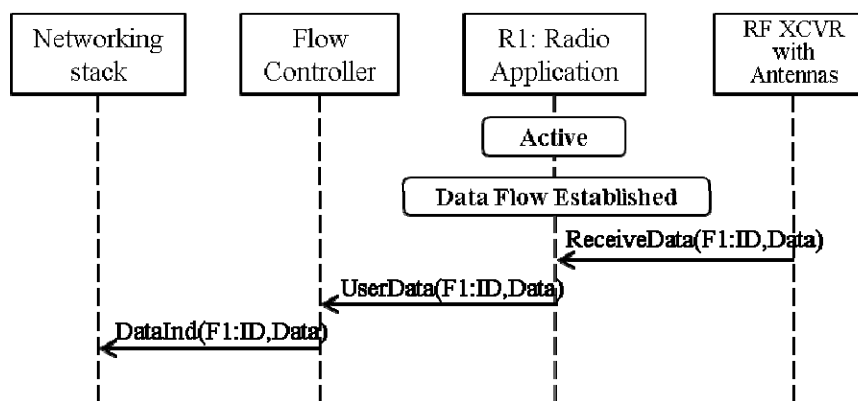 Networking
stack
Flow
Controller
R1: Radio
Application
RF XCVR
with
Antennas
Active
Data Flow Established
ReceiveData(F1:ID,Data)
UserData(F1:ID,Data)
DataInd(F1:ID,Data)